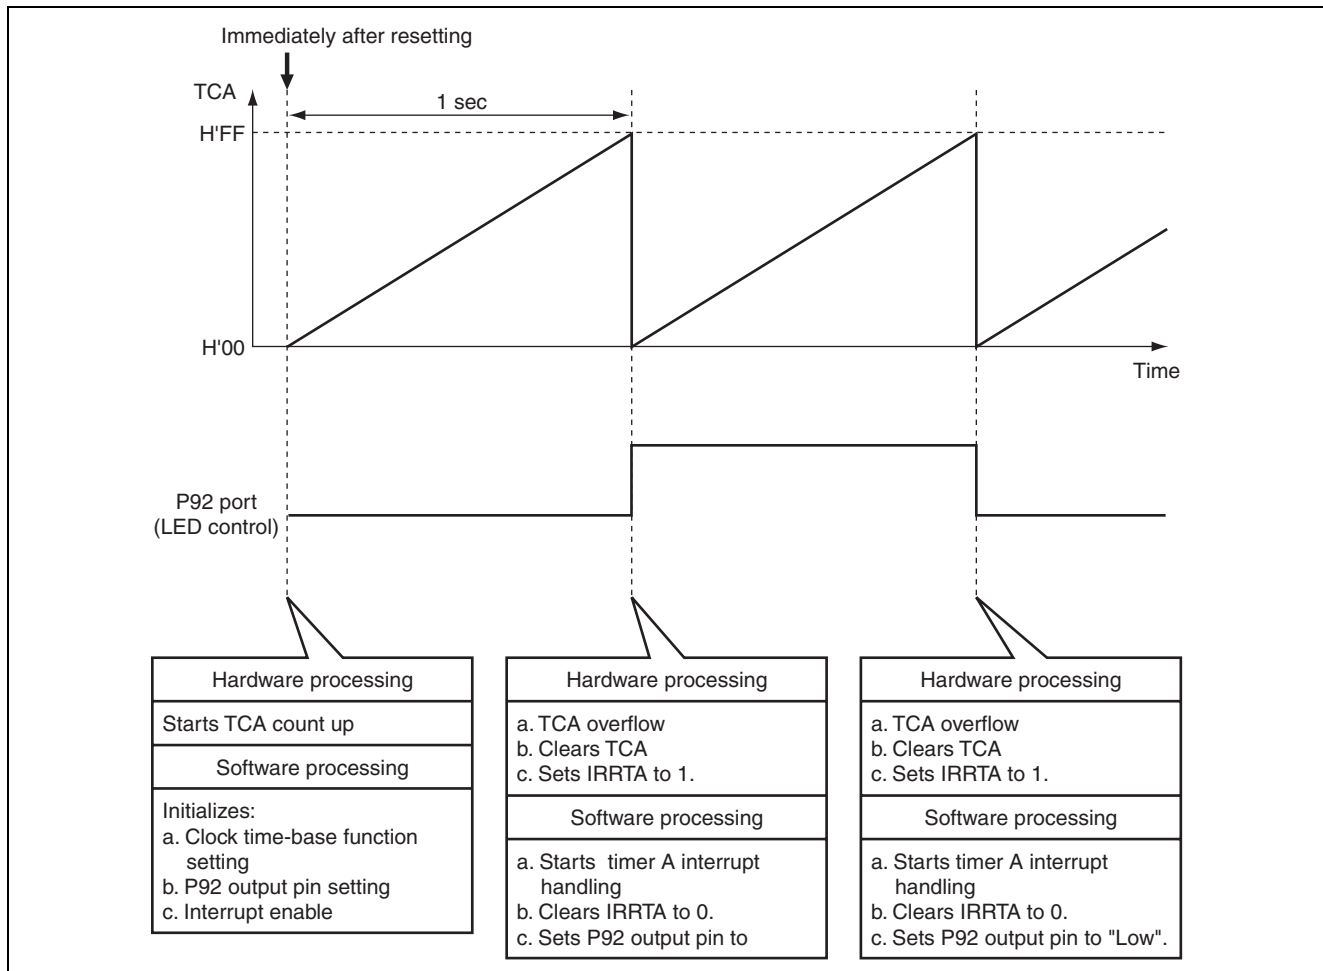 Immediately after resetting
TCA
1 sec
H'FF
H'00
Time
P92 port
(LED control)
Hardware processing
Starts TCA count up
Software processing
Initializes:
a. Clock time-base function
setting
b. P92 output pin setting
c. Interrupt enable
Hardware processing
a. TCA overflow
b. Clears TCA
c. Sets IRRTA to 1.
Software processing
a. Starts timer A interrupt
handling
b. Clears IRRTA to 0.
c. Sets P92 output pin to
Hardware processing
a. TCA overflow
b. Clears TCA
c. Sets IRRTA to 1.
Software processing
a. Starts timer A interrupt
handling
b. Clears IRRTA to 0.
c. Sets P92 output pin to "Low".